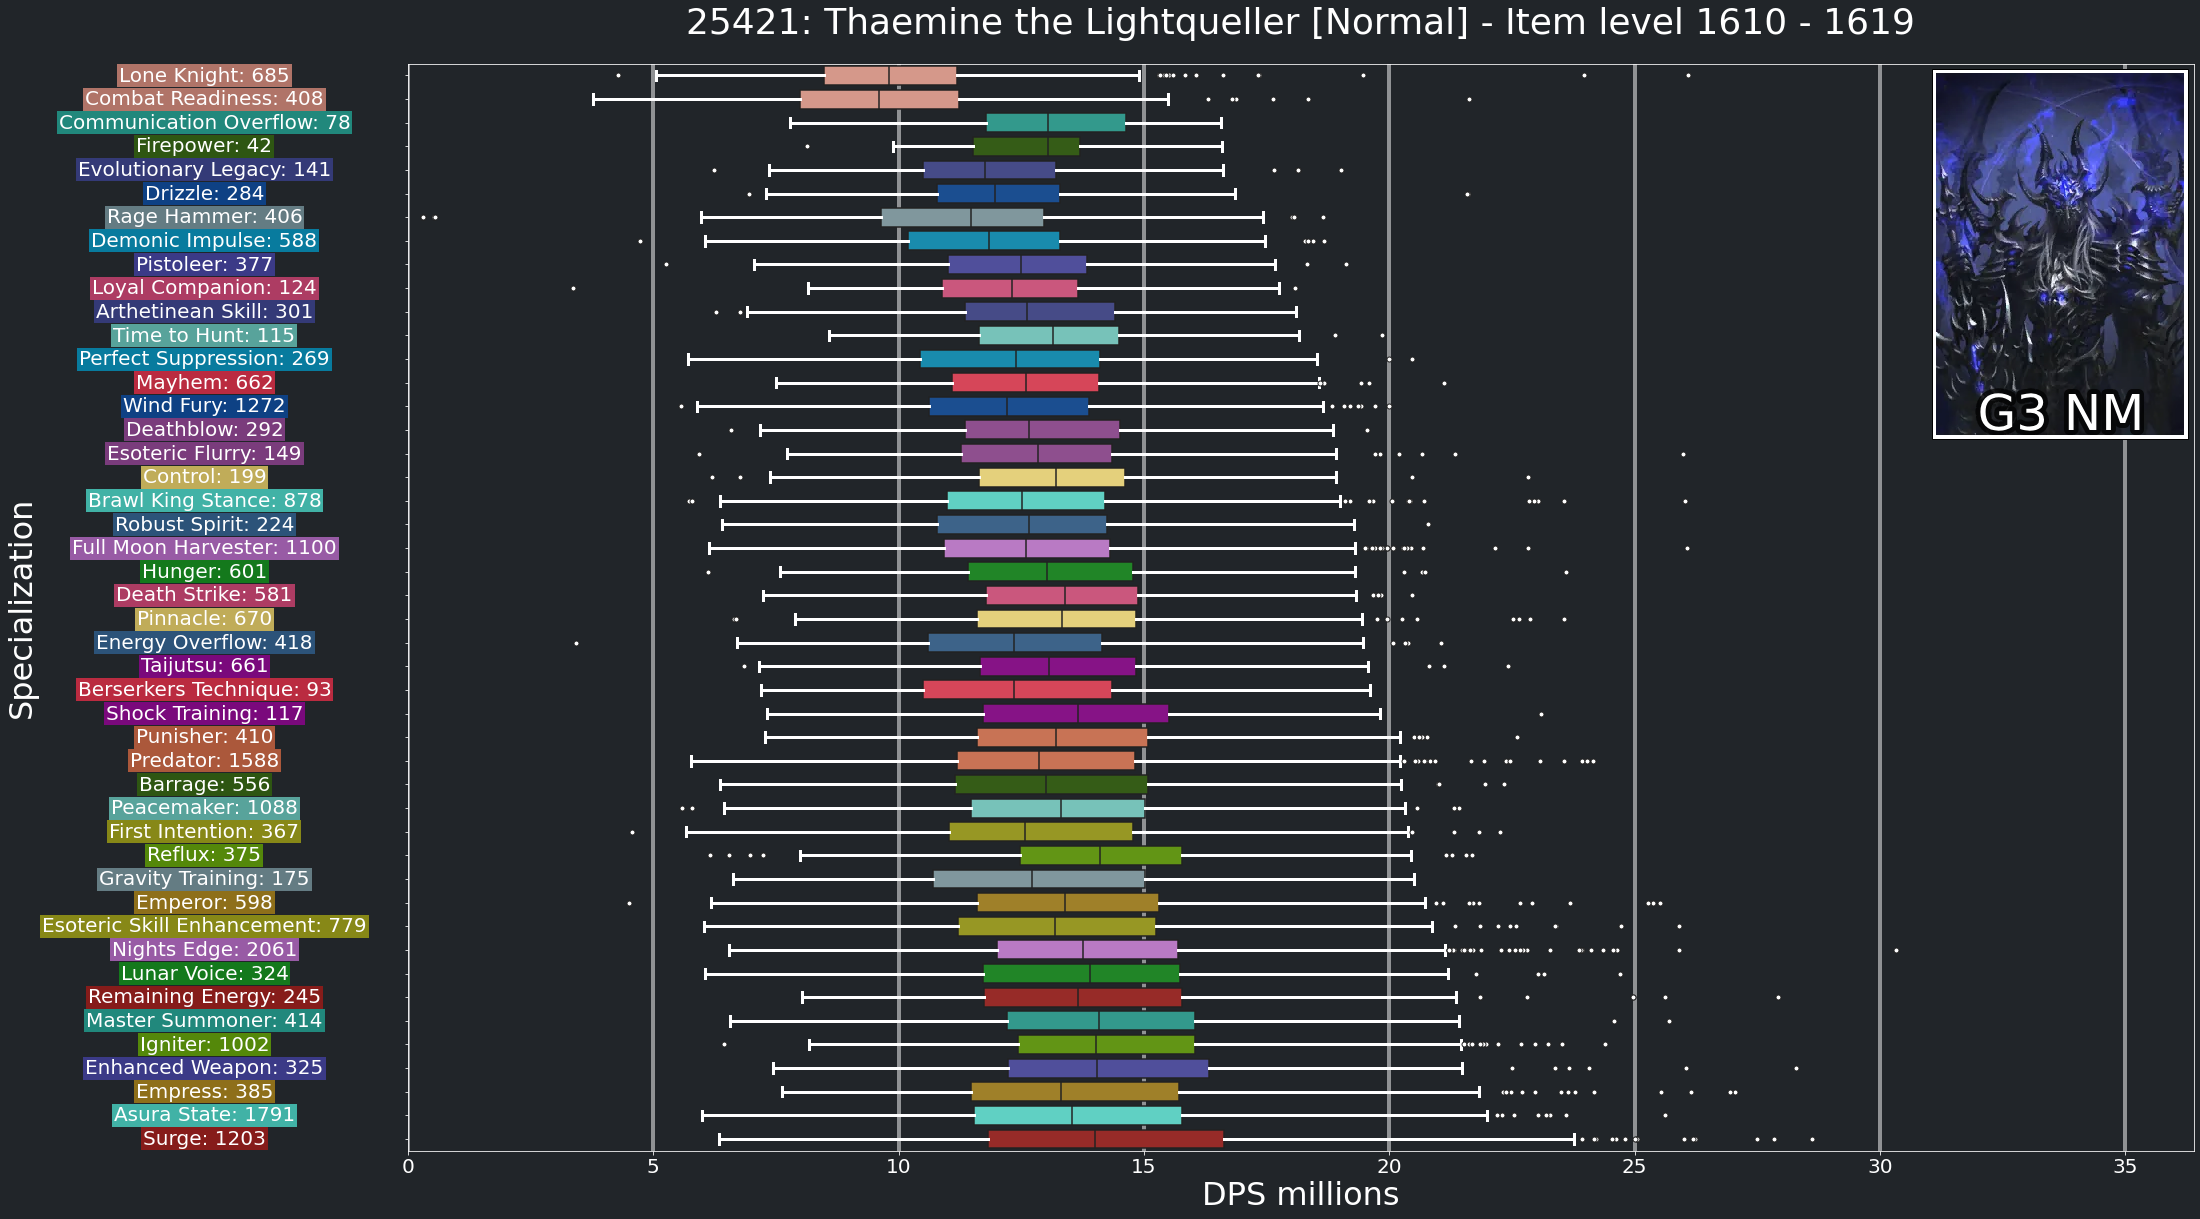 25421: Thaemine the Lightqueller [Normal] - Item level 1610 - 1619
Lone Knight: 685
Combat Readiness: 408
Communication Overflow: 78
Firepower: 42
Evolutionary Legacy: 141
Drizzle: 284
Rage Hammer: 406
Demonic Impulse: 588
Pistoleer: 377
Loyal Companion: 124
Arthetinean Skill: 301
Time to Hunt: 115
Perfect Suppression: 269
Mayhem: 662
Wind Fury: 1272
Deathblow: 292
Esoteric Flurry: 149
Control: 199
Brawl King Stance: 878
Robust Spirit: 224
Full Moon Harvester: 1100
Hunger: 601
Death Strike: 581
Pinnacle: 670
Energy Overflow: 418
Taijutsu: 661
Berserkers Technique: 93
Shock Training: 117
Punisher: 410
Predator: 1588
Barrage: 556
Peacemaker: 1088
First Intention: 367
Reflux: 375
Gravity Training: 175
Emperor: 598
Esoteric Skill Enhancement: 779
Nights Edge: 2061
Lunar Voice: 324
Remaining Energy: 245
Master Summoner: 414
Igniter: 1002
Enhanced Weapon: 325
Empress: 385
Asura State: 1791
Surge: 1203
Specialization
G3 NM
0 5 10 15 20 25 30 35
DPS millions